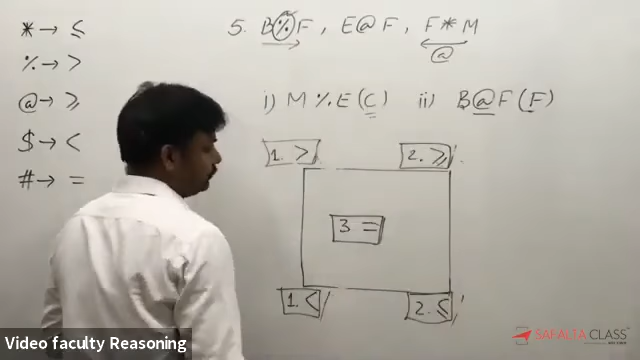 * → ≤
% → >
@ → ≥
$ → <
# → =
5. B % F , E @ F , F * M
@
i) M % E (C) ii) B @ F (F)
1. > 2. ≥
3 =
1. < 2. ≤
SAFALTA CLASS
Video faculty Reasoning